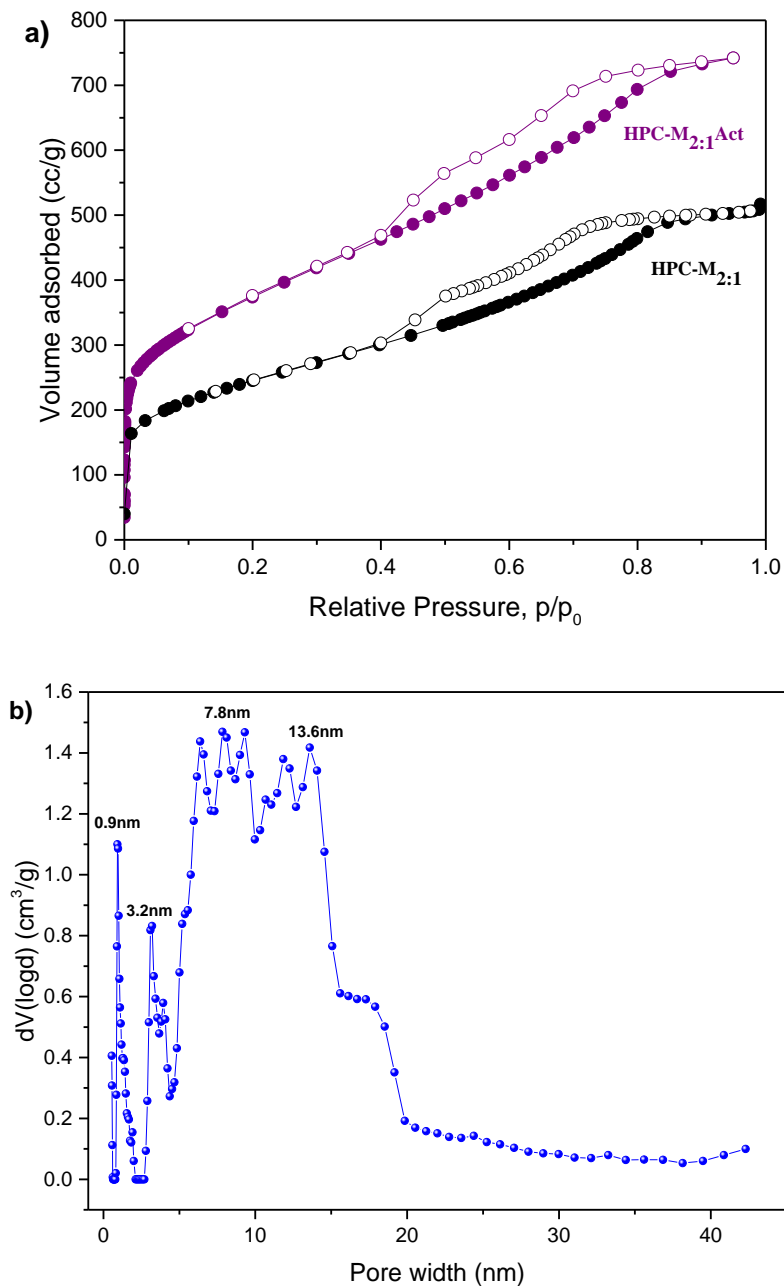 a)
800
700
600
500
400
300
200
100
0
Volume adsorbed (cc/g)
HPC-M2:1Act
HPC-M2:1
0.0 0.2 0.4 0.6 0.8 1.0
Relative Pressure, p/p0
b)
1.6
1.4
1.2
1.0
0.8
0.6
0.4
0.2
0.0
dV(logd) (cm³/g)
7.8nm
13.6nm
0.9nm
3.2nm
0 10 20 30 40
Pore width (nm)